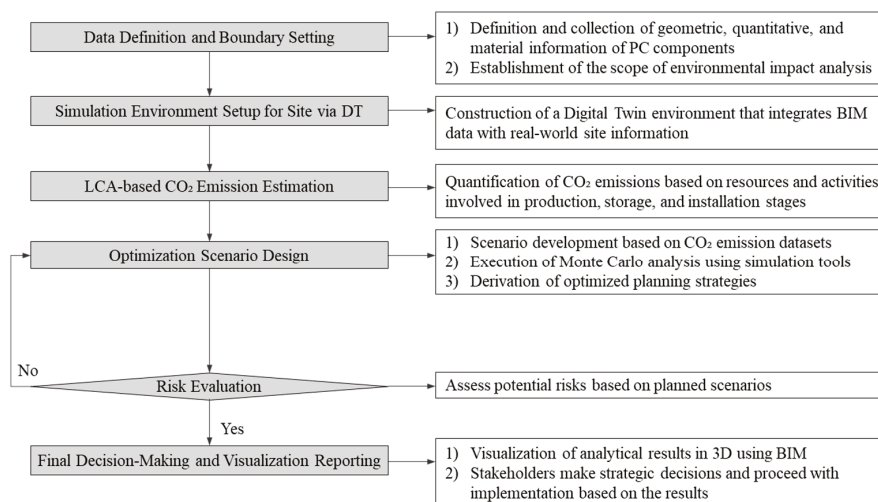 Data Definition and Boundary Setting
1) Definition and collection of geometric, quantitative, and
material information of PC components
2) Establishment of the scope of environmental impact analysis
Simulation Environment Setup for Site via DT
Construction of a Digital Twin environment that integrates BIM
data with real-world site information
LCA-based CO₂ Emission Estimation
Quantification of CO₂ emissions based on resources and activities
involved in production, storage, and installation stages
Optimization Scenario Design
1) Scenario development based on CO₂ emission datasets
2) Execution of Monte Carlo analysis using simulation tools
3) Derivation of optimized planning strategies
No
Risk Evaluation
Assess potential risks based on planned scenarios
Yes
Final Decision-Making and Visualization Reporting
1) Visualization of analytical results in 3D using BIM
2) Stakeholders make strategic decisions and proceed with
implementation based on the results